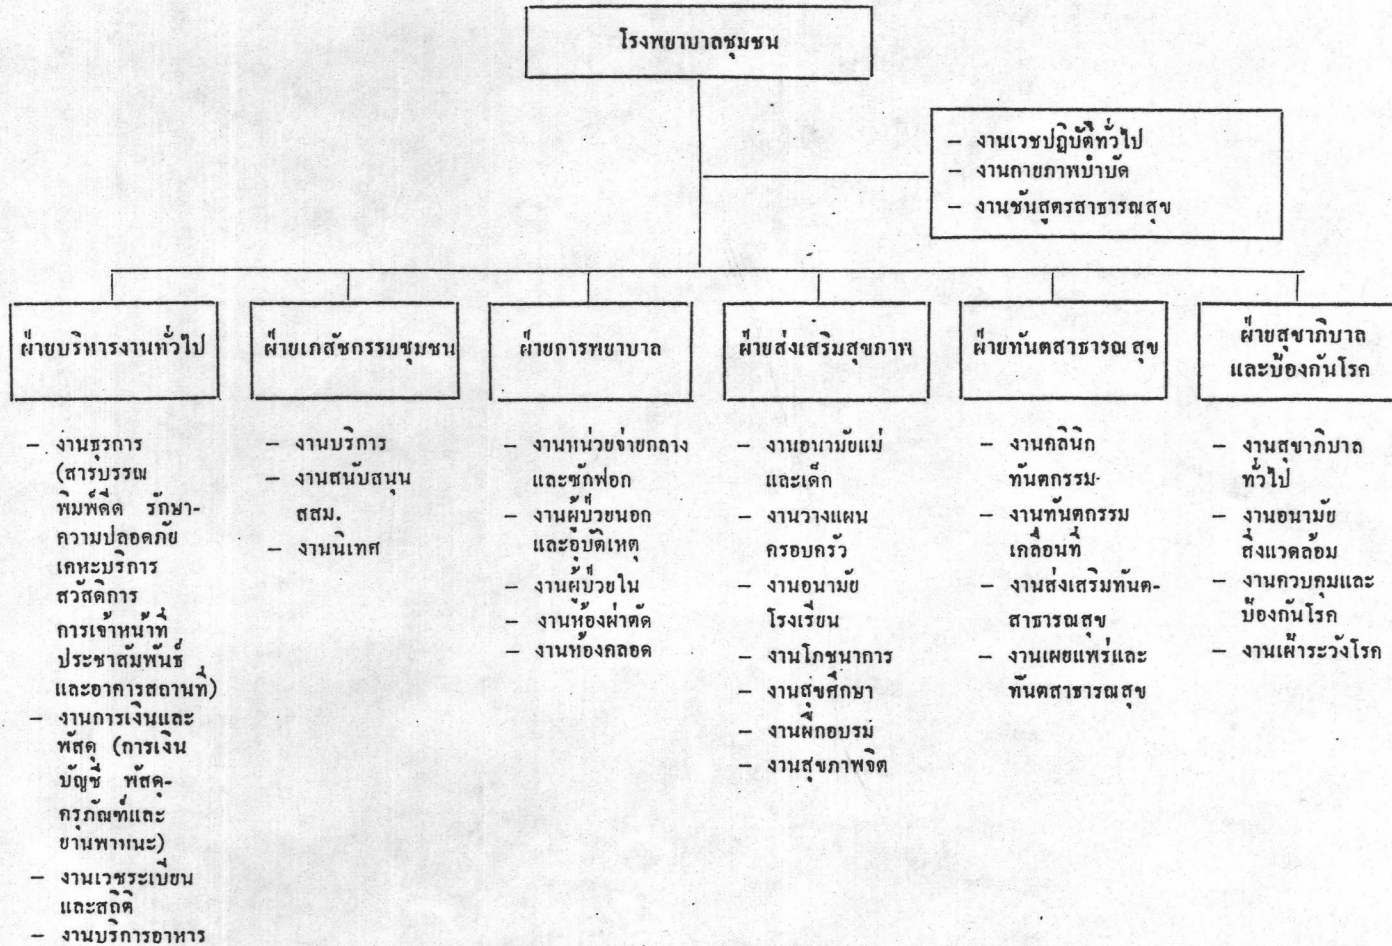 โรงพยาบาลชุมชน
– งานเวชปฏิบัติทั่วไป
– งานกายภาพบำบัด
– งานชันสูตรสาธารณสุข
ฝ่ายบริหารงานทั่วไป
– งานธุรการ
(สารบรรณ
พิมพ์ดีด รักษา-
ความปลอดภัย
เคหะบริการ
สวัสดิการ
การเจ้าหน้าที่
ประชาสัมพันธ์
และอาคารสถานที่)
– งานการเงินและ
พัสดุ (การเงิน
บัญชี พัสดุ-
ครุภัณฑ์และ
ยานพาหนะ)
– งานเวชระเบียน
และสถิติ
– งานบริการอาหาร
ฝ่ายเภสัชกรรมชุมชน
– งานบริการ
– งานสนับสนุน
สสม.
– งานนิเทศ
ฝ่ายการพยาบาล
– งานหน่วยจ่ายกลาง
และซักฟอก
– งานผู้ป่วยนอก
และอุบัติเหตุ
– งานผู้ป่วยใน
– งานห้องผ่าตัด
– งานห้องคลอด
ฝ่ายส่งเสริมสุขภาพ
– งานอนามัยแม่
และเด็ก
– งานวางแผน
ครอบครัว
– งานอนามัย
โรงเรียน
– งานโภชนาการ
– งานสุขศึกษา
– งานฝึกอบรม
– งานสุขภาพจิต
ฝ่ายทันตสาธารณสุข
– งานคลินิก
ทันตกรรม
– งานทันตกรรม
เคลื่อนที่
– งานส่งเสริมทันต-
สาธารณสุข
– งานเผยแพร่และ
ทันตสาธารณสุข
ฝ่ายสุขาภิบาล
และป้องกันโรค
– งานสุขาภิบาล
ทั่วไป
– งานอนามัย
สิ่งแวดล้อม
– งานควบคุมและ
ป้องกันโรค
– งานเฝ้าระวังโรค